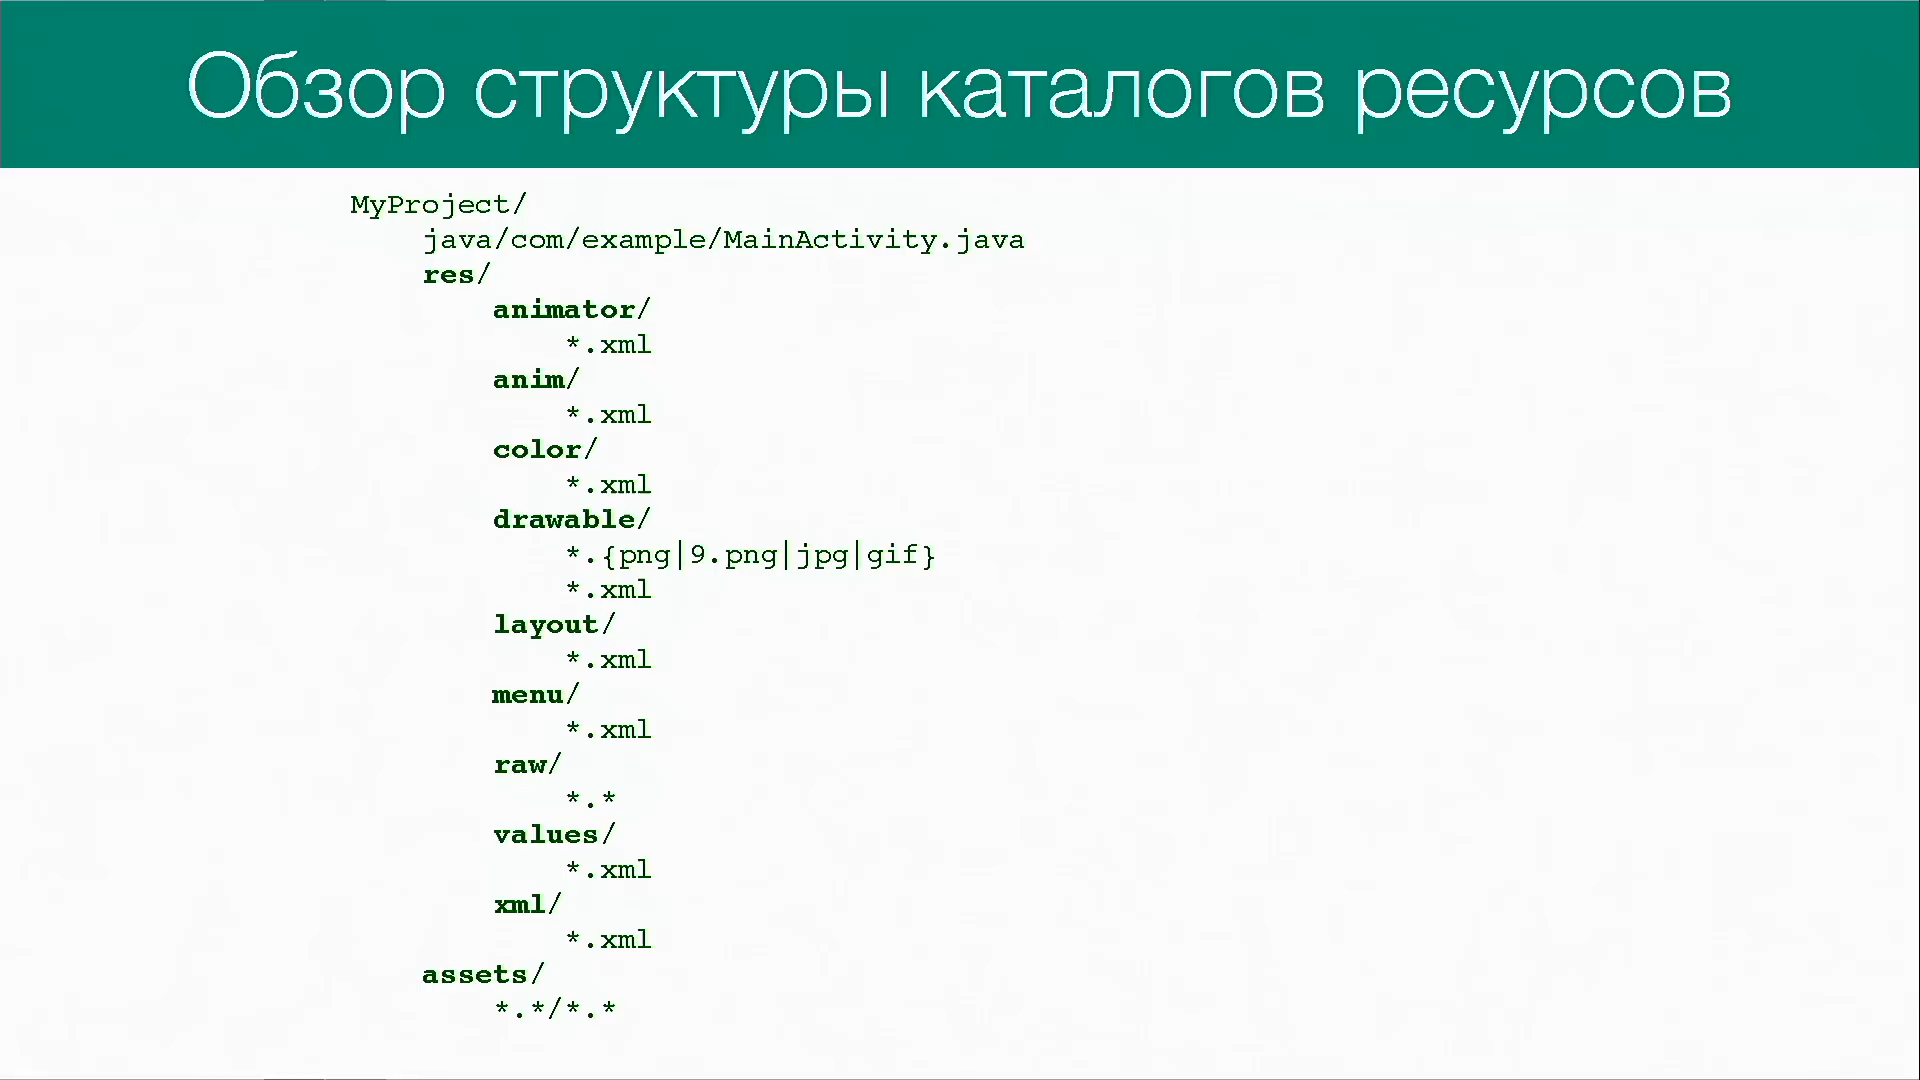 Обзор структуры каталогов ресурсов
MyProject/
java/com/example/MainActivity.java
res/
animator/
*.xml
anim/
*.xml
color/
*.xml
drawable/
*.{png|9.png|jpg|gif}
*.xml
layout/
*.xml
menu/
*.xml
raw/
*.*
values/
*.xml
xml/
*.xml
assets/
*.*/*.*